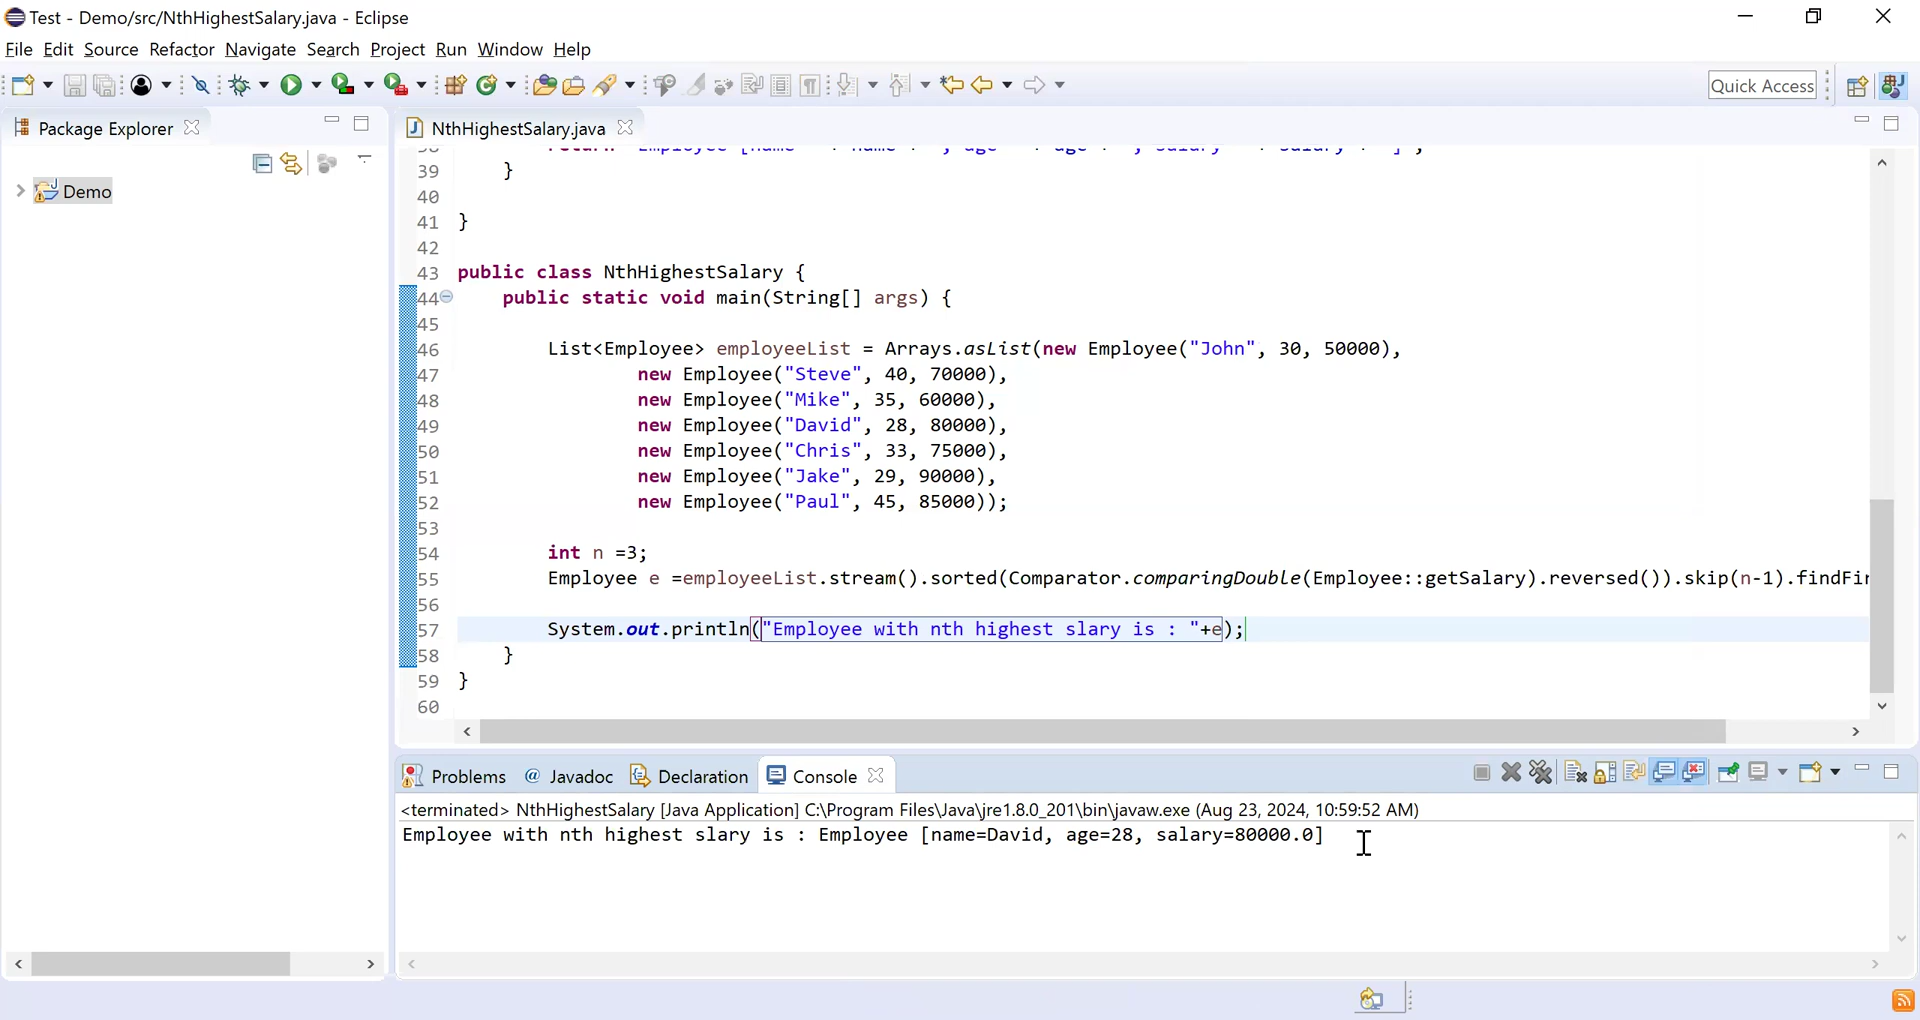 Test - Demo/src/NthHighestSalary.java - Eclipse
File Edit Source Refactor Navigate Search Project Run Window Help
Quick Access
Package Explorer
Demo
NthHighestSalary.java
39 }
40
41 }
42
43 public class NthHighestSalary {
44 public static void main(String[] args) {
45
46 List<Employee> employeeList = Arrays.asList(new Employee("John", 30, 50000),
47 new Employee("Steve", 40, 70000),
48 new Employee("Mike", 35, 60000),
49 new Employee("David", 28, 80000),
50 new Employee("Chris", 33, 75000),
51 new Employee("Jake", 29, 90000),
52 new Employee("Paul", 45, 85000));
53
54 int n =3;
55 Employee e =employeeList.stream().sorted(Comparator.comparingDouble(Employee::getSalary).reversed()).skip(n-1).findFir
56
57 System.out.println("Employee with nth highest slary is : "+e);
58 }
59 }
60
Problems @ Javadoc Declaration Console
<terminated> NthHighestSalary [Java Application] C:\Program Files\Java\jre1.8.0_201\bin\javaw.exe (Aug 23, 2024, 10:59:52 AM)
Employee with nth highest slary is : Employee [name=David, age=28, salary=80000.0]